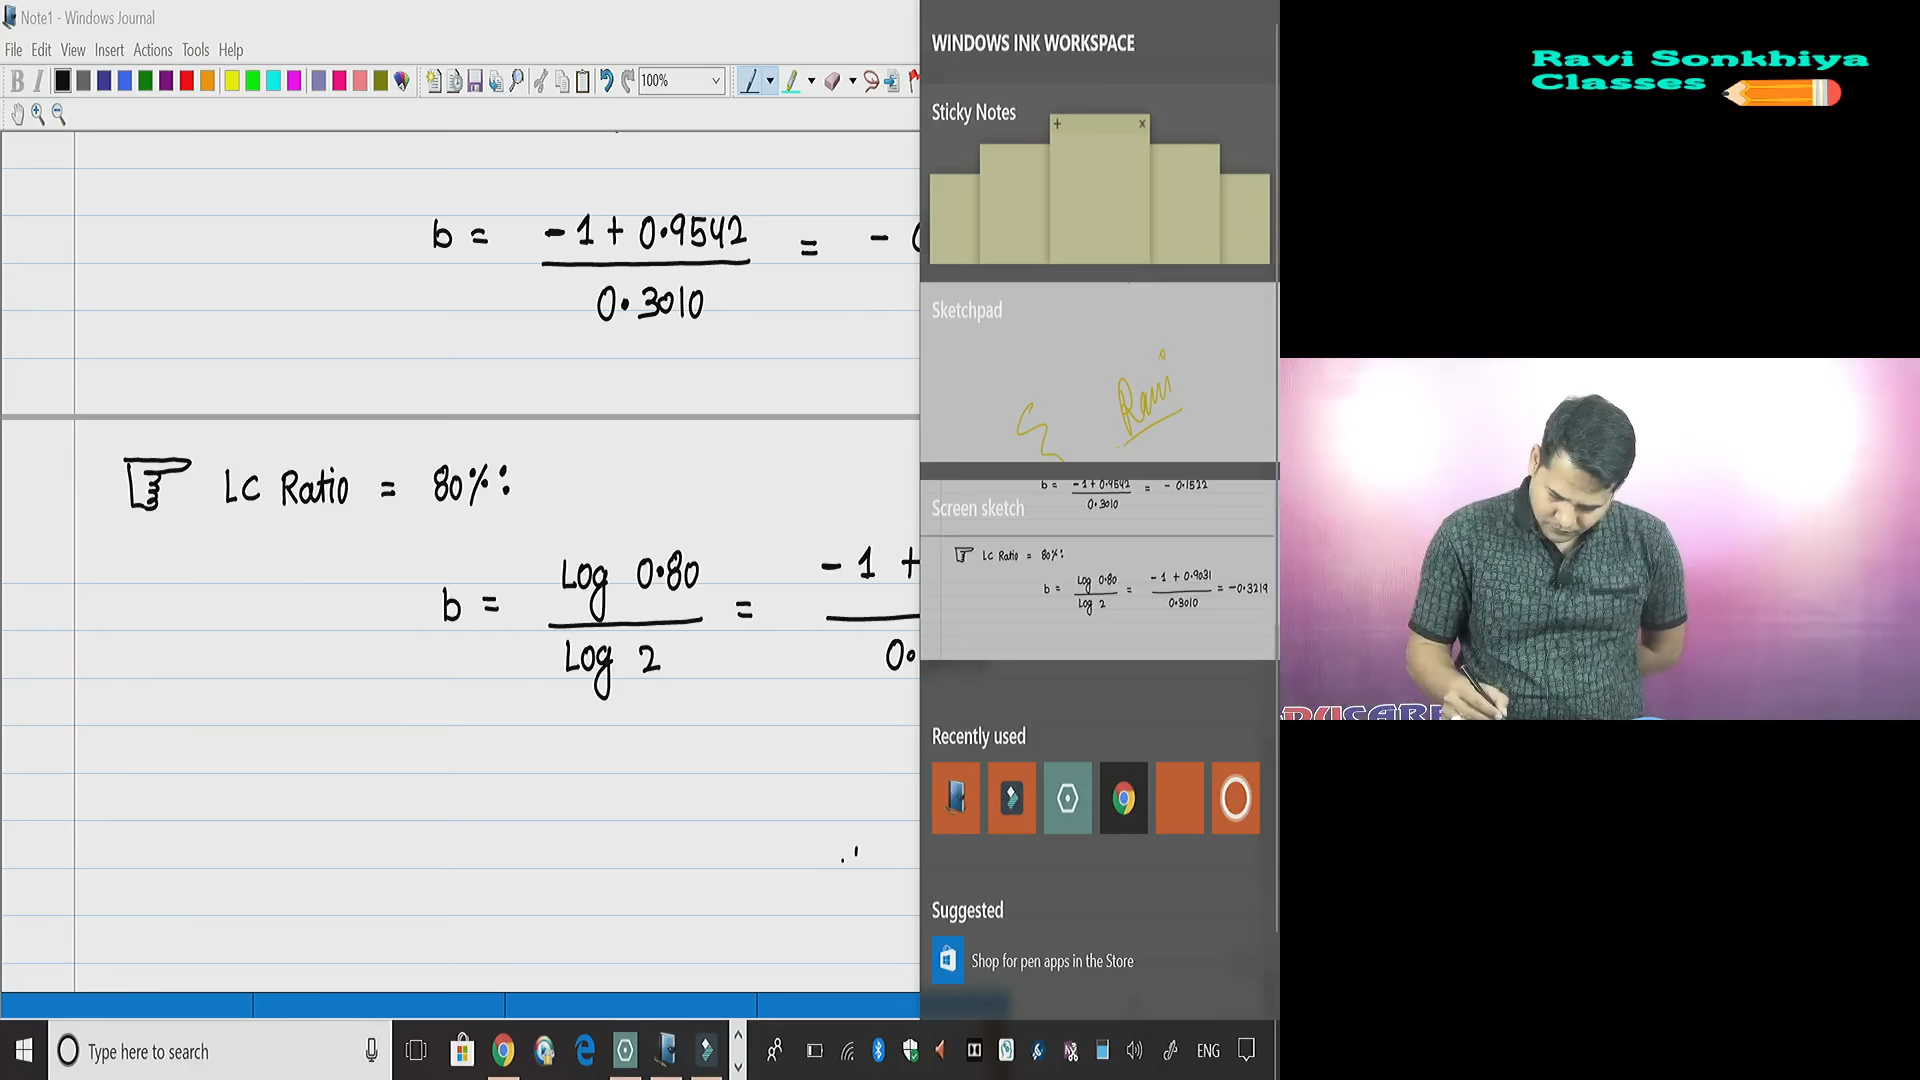 Note1 - Windows Journal
File Edit View Insert Actions Tools Help
B I
100%
b = -1 + 0.9542 = -
0.3010
LC Ratio = 80%:
b = Log 0.80 = -1 +
Log 2 0.
WINDOWS INK WORKSPACE
Sticky Notes
+ x
Sketchpad
Ravi
b = -1 + 0.9542 = - 0.1522
0.3010
Screen sketch
LC Ratio = 80%:
b = Log 0.80 = -1 + 0.9031 = -0.3219
Log 2 0.3010
Recently used
Suggested
Shop for pen apps in the Store
Type here to search
ENG
Ravi Sonkhiya
Classes